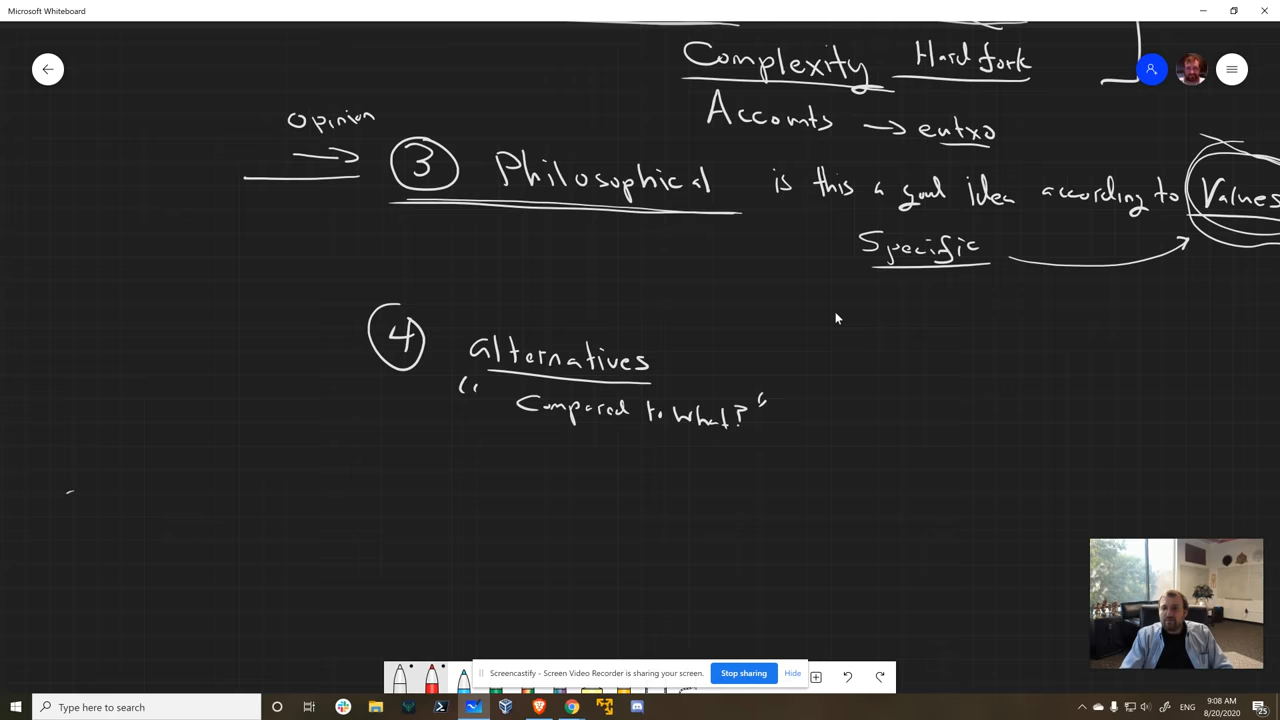 Microsoft Whiteboard
Complexity Hard fork
Accounts → eutxo
Opinion
→ 3 Philosophical is this a good idea according to Values
Specific
4 alternatives
" Compared to What? "
Screencastify - Screen Video Recorder is sharing your screen. Stop sharing Hide
Type here to search
ENG 9:08 AM
8/20/2020
25